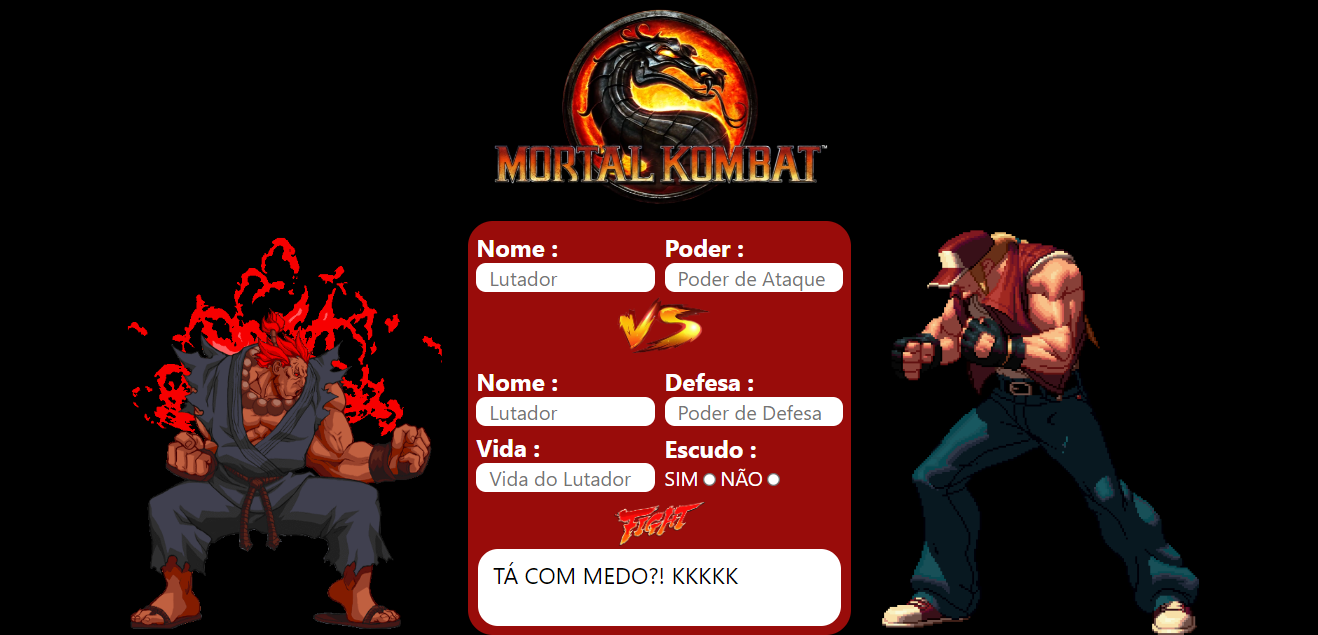 MORTAL KOMBAT™
Nome : Poder :
Lutador Poder de Ataque
VS
Nome : Defesa :
Lutador Poder de Defesa
Vida : Escudo :
Vida do Lutador SIM NÃO
FIGHT
TÁ COM MEDO?! KKKKK